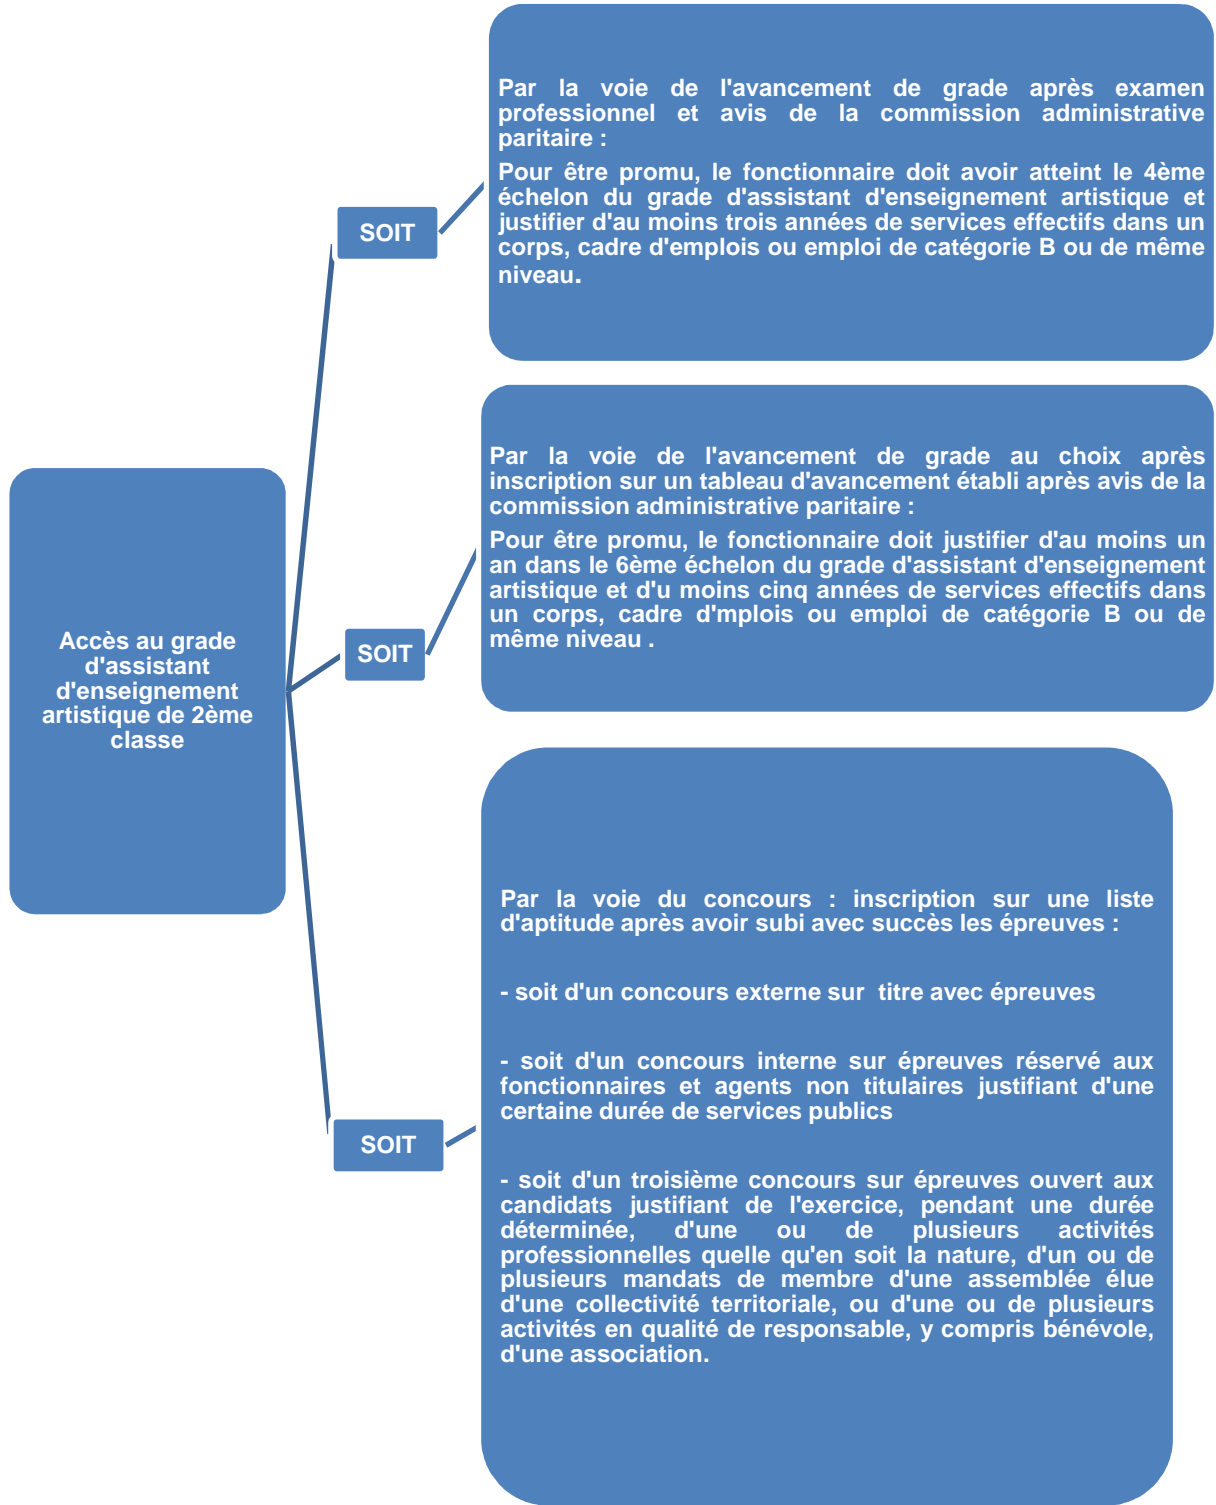 Accès au grade
d'assistant
d'enseignement
artistique de 2ème
classe
SOIT
Par la voie de l'avancement de grade après examen
professionnel et avis de la commission administrative
paritaire :
Pour être promu, le fonctionnaire doit avoir atteint le 4ème
échelon du grade d'assistant d'enseignement artistique et
justifier d'au moins trois années de services effectifs dans un
corps, cadre d'emplois ou emploi de catégorie B ou de même
niveau.
SOIT
Par la voie de l'avancement de grade au choix après
inscription sur un tableau d'avancement établi après avis de la
commission administrative paritaire :
Pour être promu, le fonctionnaire doit justifier d'au moins un
an dans le 6ème échelon du grade d'assistant d'enseignement
artistique et d'u moins cinq années de services effectifs dans
un corps, cadre d'mplois ou emploi de catégorie B ou de
même niveau .
SOIT
Par la voie du concours : inscription sur une liste
d'aptitude après avoir subi avec succès les épreuves :
- soit d'un concours externe sur titre avec épreuves
- soit d'un concours interne sur épreuves réservé aux
fonctionnaires et agents non titulaires justifiant d'une
certaine durée de services publics
- soit d'un troisième concours sur épreuves ouvert aux
candidats justifiant de l'exercice, pendant une durée
déterminée, d'une ou de plusieurs activités
professionnelles quelle qu'en soit la nature, d'un ou de
plusieurs mandats de membre d'une assemblée élue
d'une collectivité territoriale, ou d'une ou de plusieurs
activités en qualité de responsable, y compris bénévole,
d'une association.